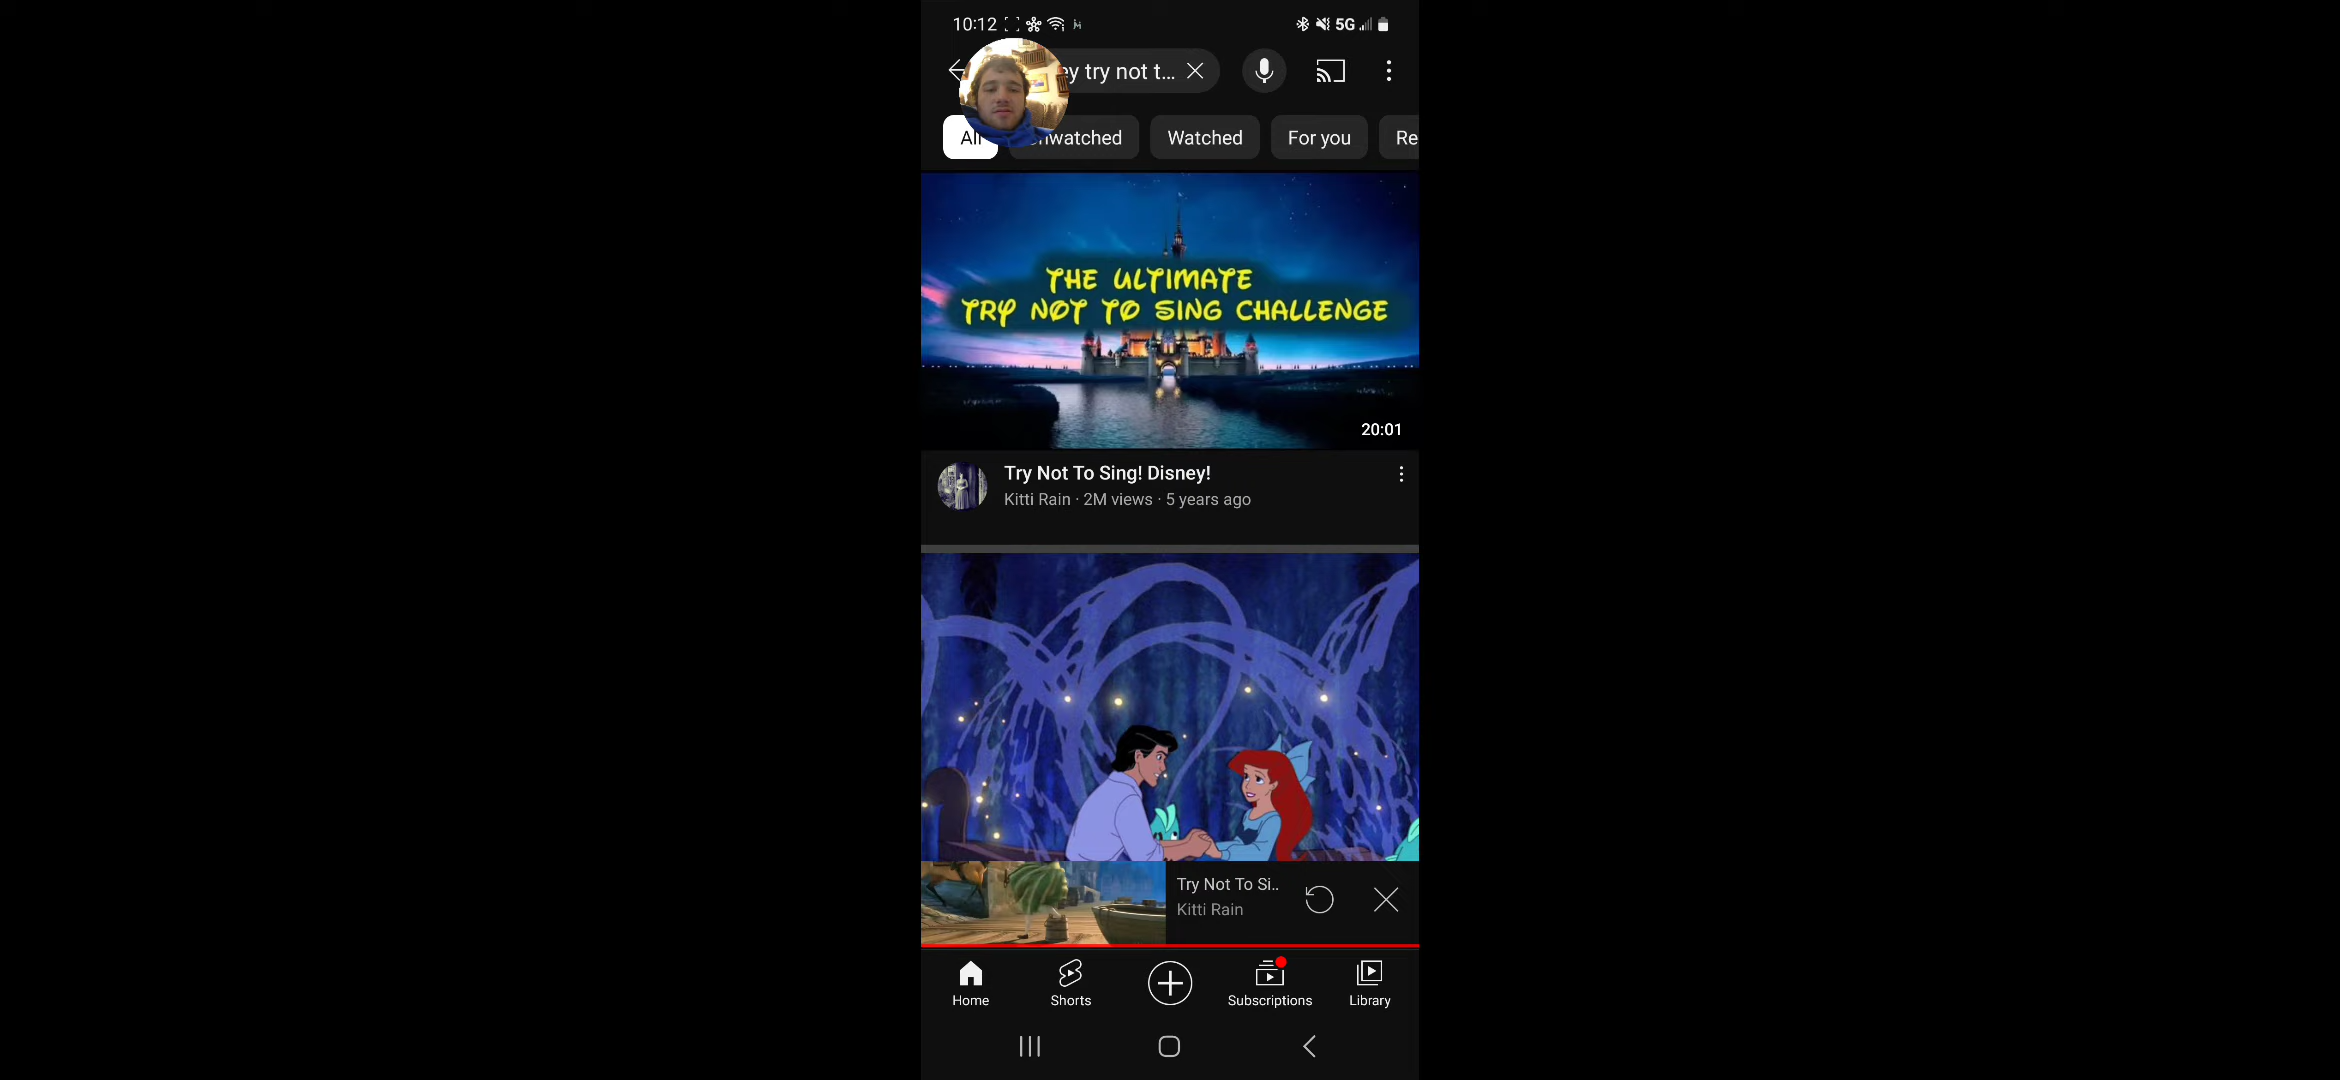 10:12
5G
ey try not t...
All
nwatched
Watched
For you
Re
THE ULTIMATE
TRY NOT TO SING CHALLENGE
20:01
Try Not To Sing! Disney!
Kitti Rain · 2M views · 5 years ago
Try Not To Si..
Kitti Rain
Home
Shorts
Subscriptions
Library